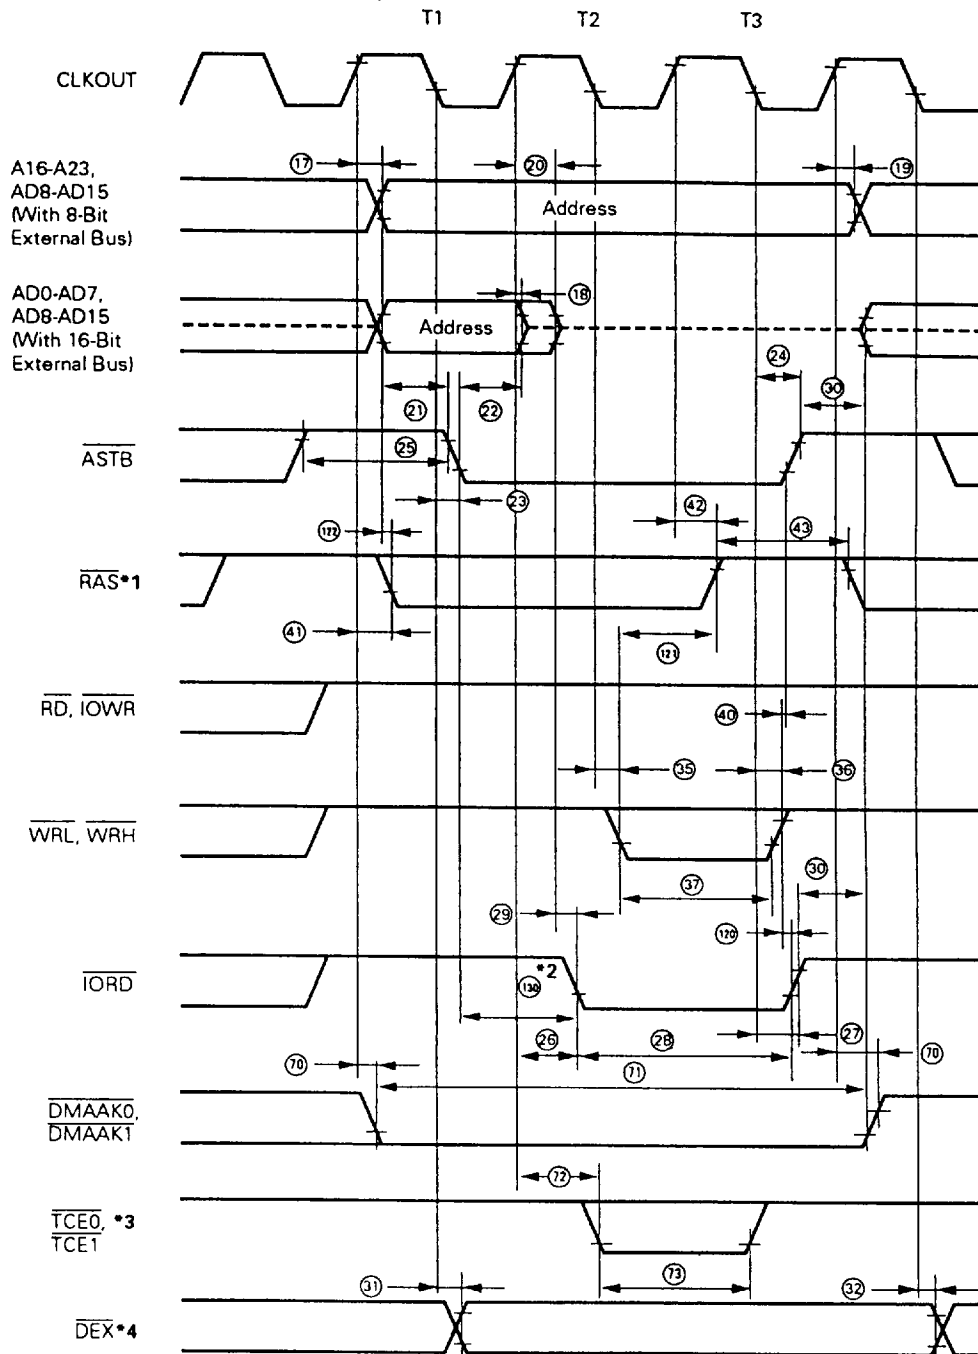 T1 T2 T3
CLKOUT
17 20 19
A16-A23,
AD8-AD15
(With 8-Bit
External Bus)
Address
AD0-AD7,
AD8-AD15
(With 16-Bit
External Bus)
18
Address
24
30
21 22
ASTB
25
23
42
43
122
RAS*1
41
121
RD, IOWR
40
35 36
WRL, WRH
30
37
29
120
IORD
*2
130
26 28 27
70 71 70
DMAAK0,
DMAAK1
72
TCE0, *3
TCE1
73
31 32
DEX*4